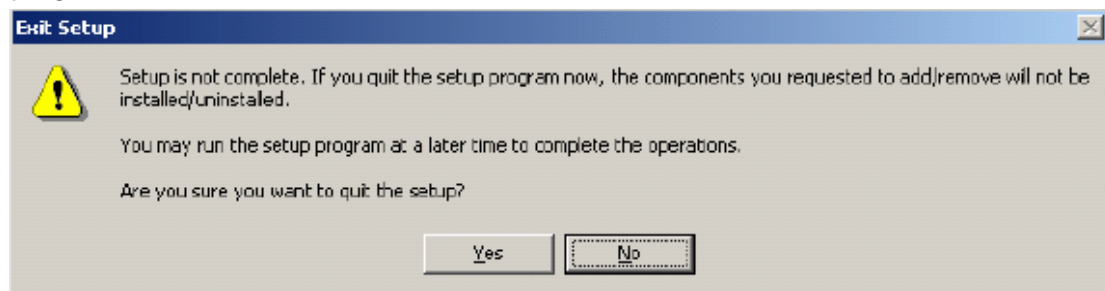 Exit Setup
Setup is not complete. If you quit the setup program now, the components you requested to add/remove will not be
installed/uninstaled.
You may run the setup program at a later time to complete the operations.
Are you sure you want to quit the setup?
Yes
No